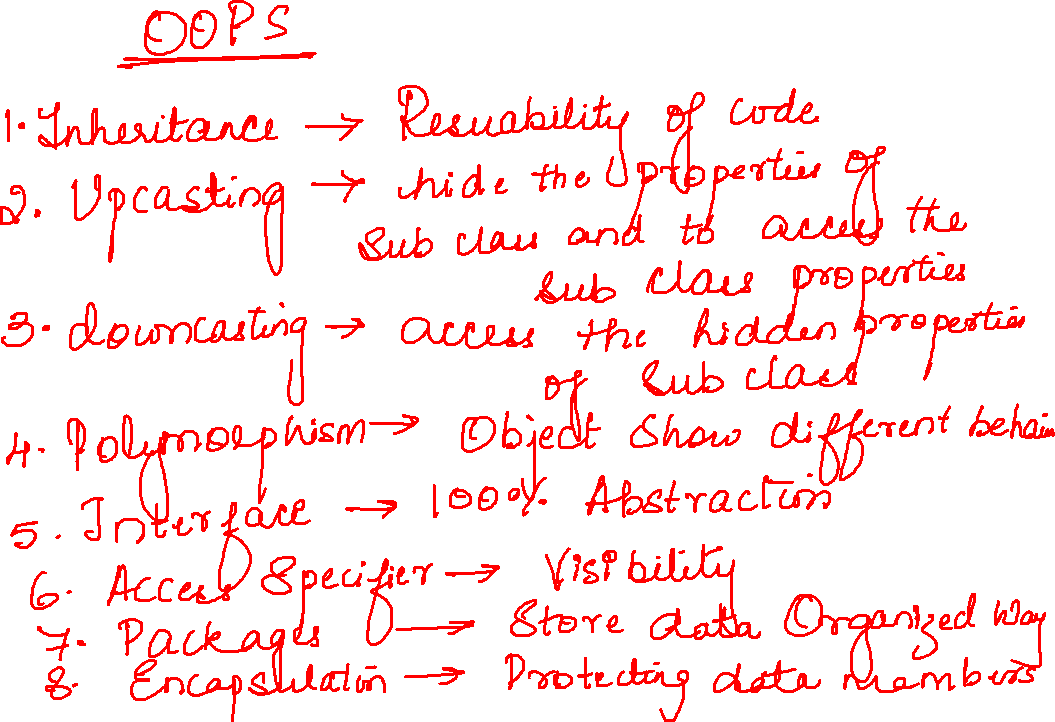 OOPS
1. Inheritance → Resuability of code
2. Upcasting → hide the properties of
Sub class and to access the
Sub class properties
3. downcasting → access the hidden properties
of Sub class
4. Polymorphism → Object Show different behain
5. Interface → 100% Abstraction
6. Access Specifier → Visibility
7. Packages → Store data Organized way
8. Encapsulation → Protecting data members